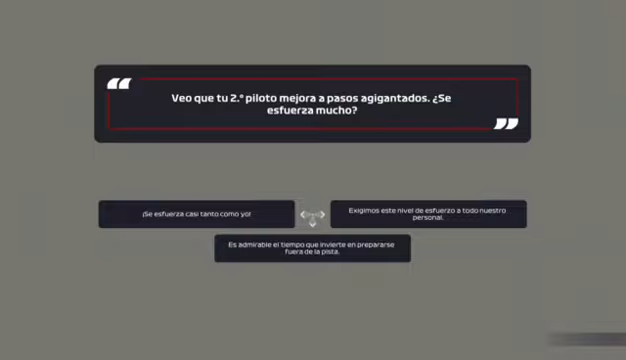 Veo que tu 2.º piloto mejora a pasos agigantados. ¿Se
esfuerza mucho?
¡Se esfuerza casi tanto como yo!
Exigimos este nivel de esfuerzo a todo nuestro
personal.
Es admirable el tiempo que invierte en prepararse
fuera de la pista.